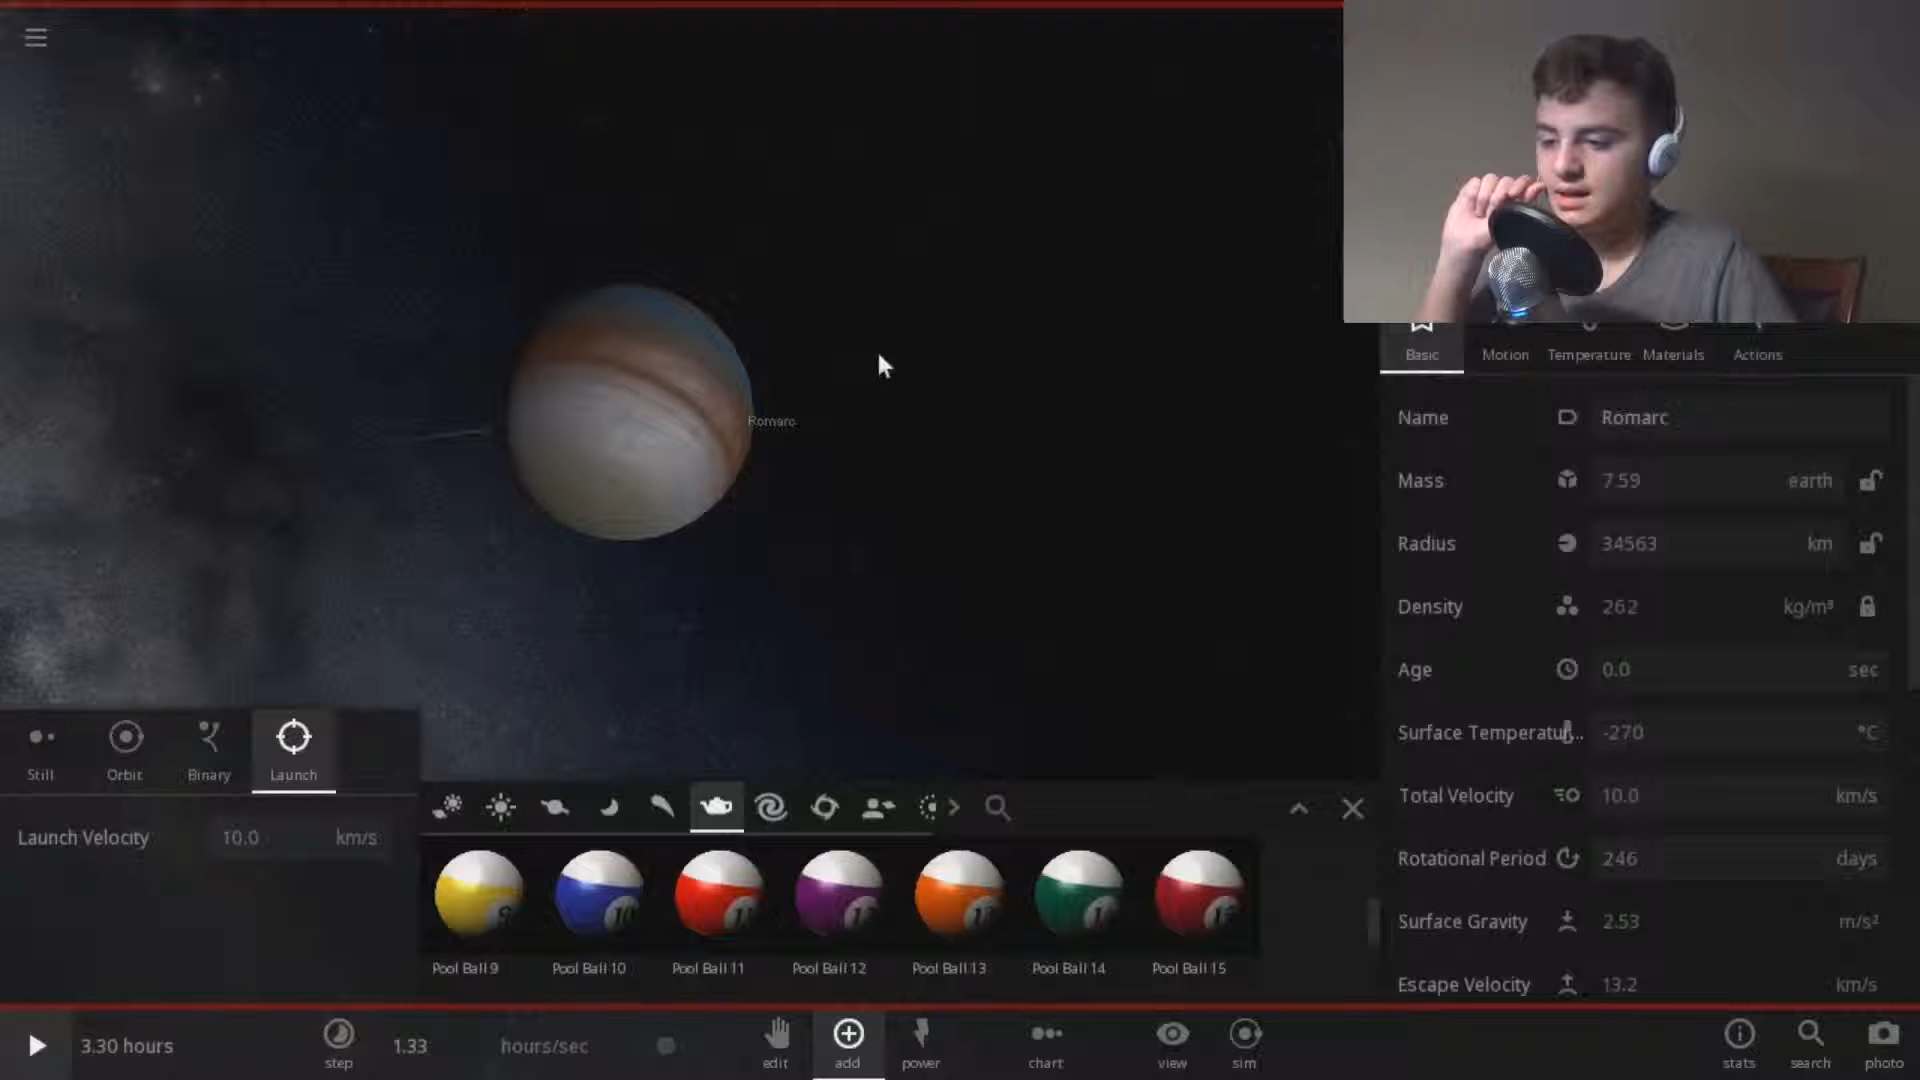 Romarc
Basic
Motion
Temperature
Materials
Actions
Name
Romarc
Mass
7.59
earth
Radius
34563
km
Density
262
kg/m³
Age
0.0
sec
Surface Temperatur...
-270
°C
Total Velocity
10.0
km/s
Rotational Period
246
days
Surface Gravity
2.53
m/s²
Escape Velocity
13.2
km/s
Still
Orbit
Binary
Launch
Launch Velocity
10.0
km/s
Pool Ball 9
Pool Ball 10
Pool Ball 11
Pool Ball 12
Pool Ball 13
Pool Ball 14
Pool Ball 15
3.30 hours
step
1.33
hours/sec
edit
add
power
chart
view
sim
stats
search
photo